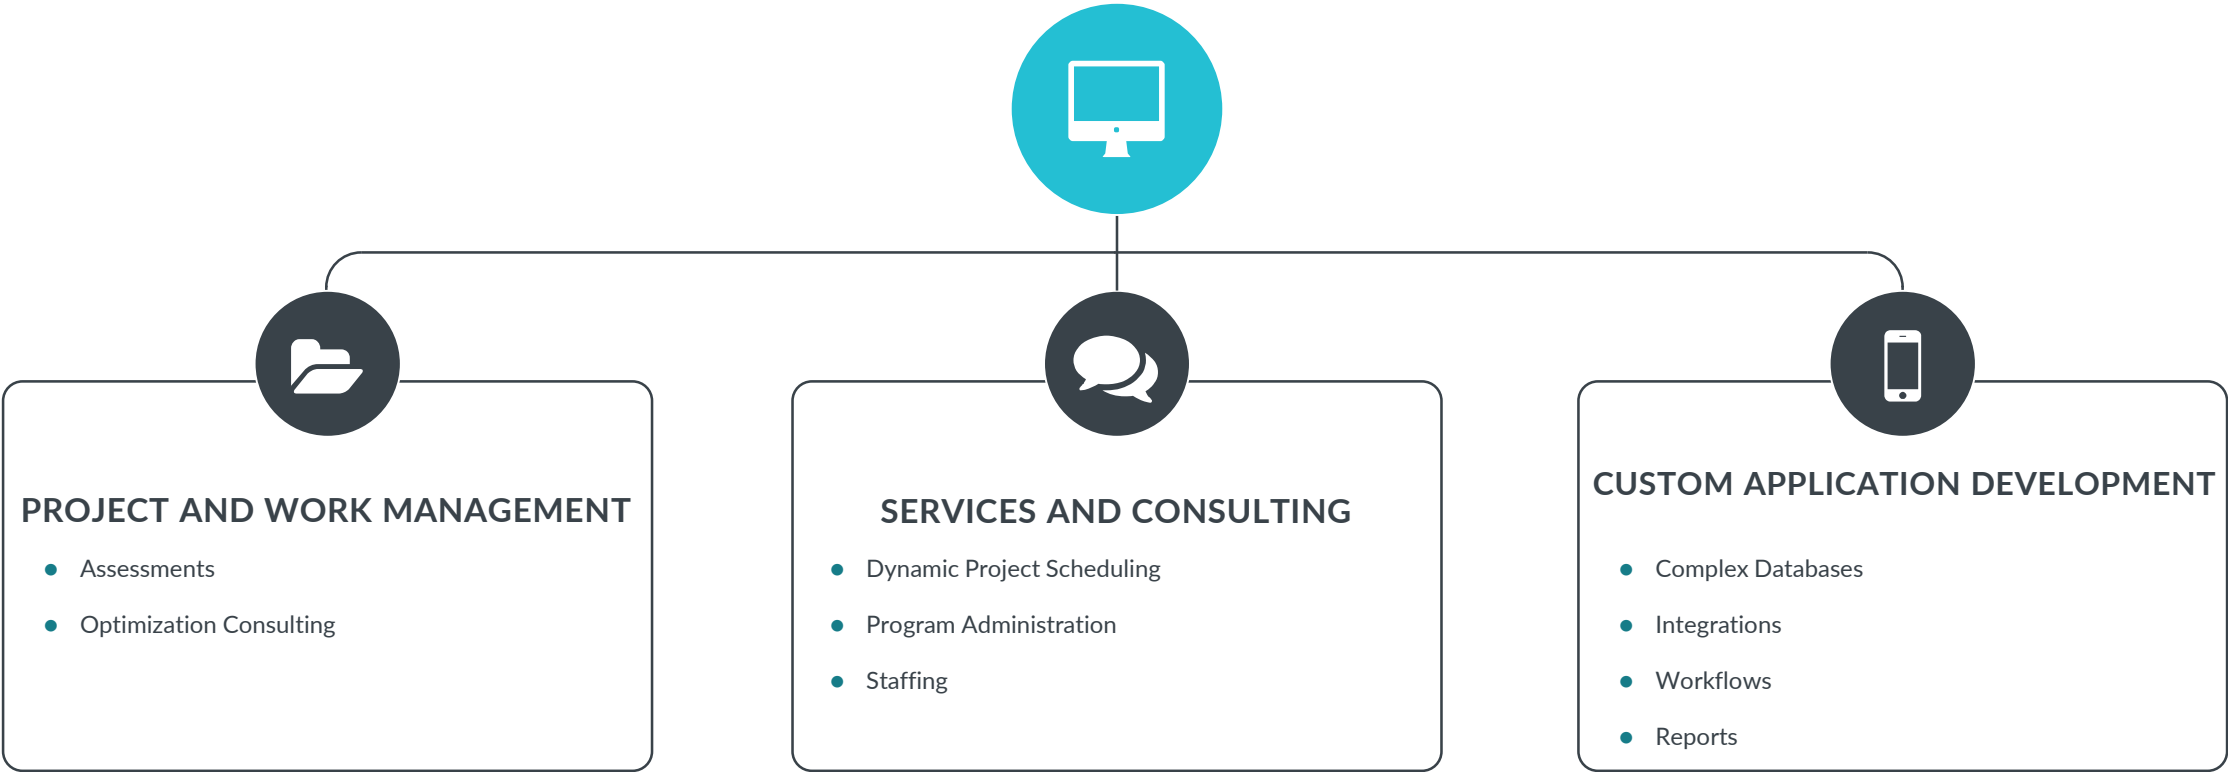 PROJECT AND WORK MANAGEMENT
Assessments
Optimization Consulting
SERVICES AND CONSULTING
Dynamic Project Scheduling
Program Administration
Staffing
CUSTOM APPLICATION DEVELOPMENT
Complex Databases
Integrations
Workflows
Reports